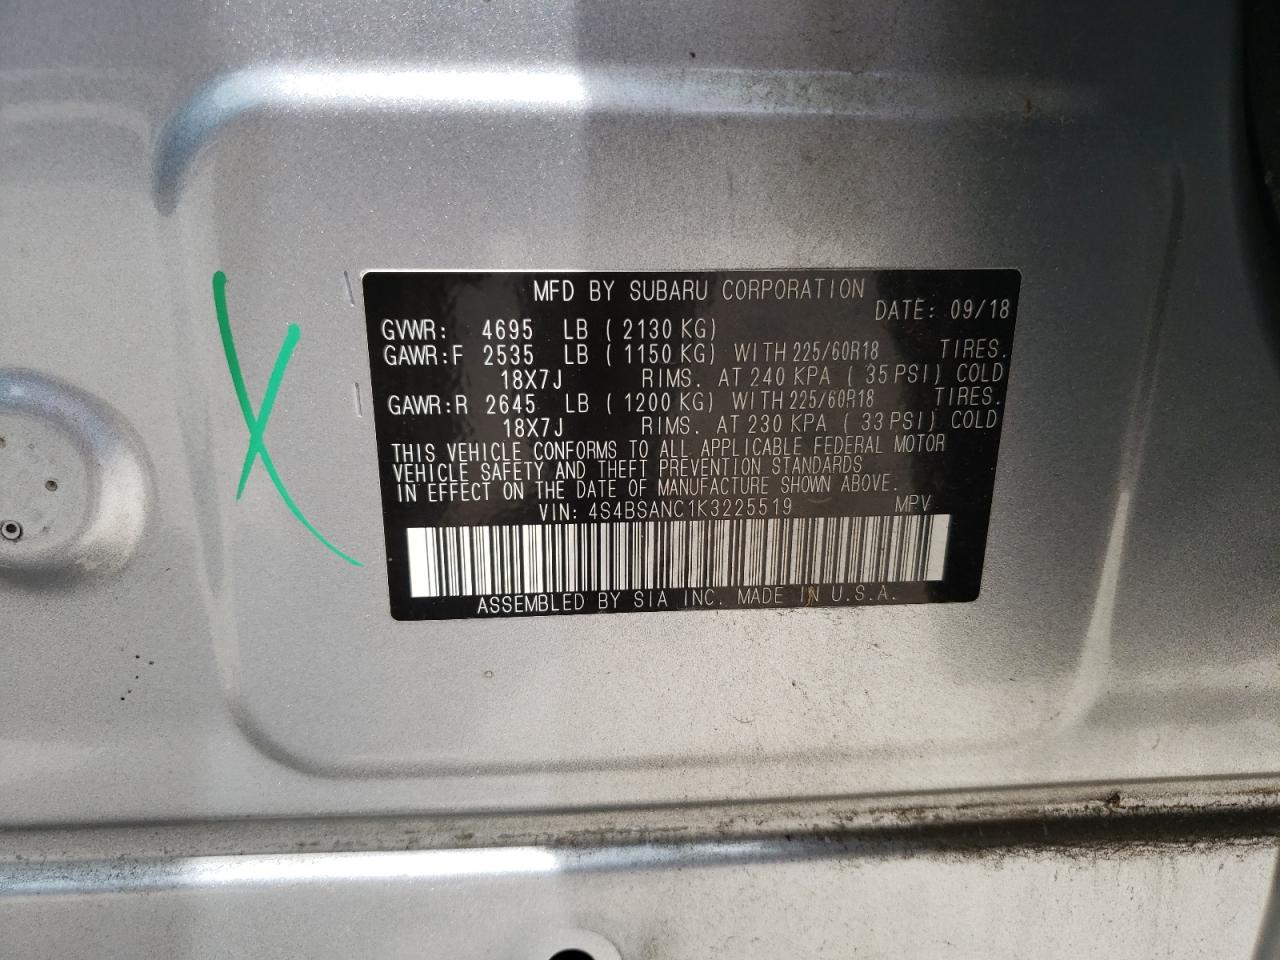 MFD BY SUBARU CORPORATION
DATE: 09/18
GVWR: 4695 LB ( 2130 KG)
GAWR:F 2535 LB ( 1150 KG) WITH 225/60R18 TIRES.
18X7J RIMS. AT 240 KPA ( 35 PSI) COLD
GAWR:R 2645 LB ( 1200 KG) WITH 225/60R18 TIRES.
18X7J RIMS. AT 230 KPA ( 33 PSI) COLD
THIS VEHICLE CONFORMS TO ALL APPLICABLE FEDERAL MOTOR
VEHICLE SAFETY AND THEFT PREVENTION STANDARDS
IN EFFECT ON THE DATE OF MANUFACTURE SHOWN ABOVE.
VIN: 4S4BSANC1K3225519 MPV
ASSEMBLED BY SIA INC. MADE IN U.S.A.